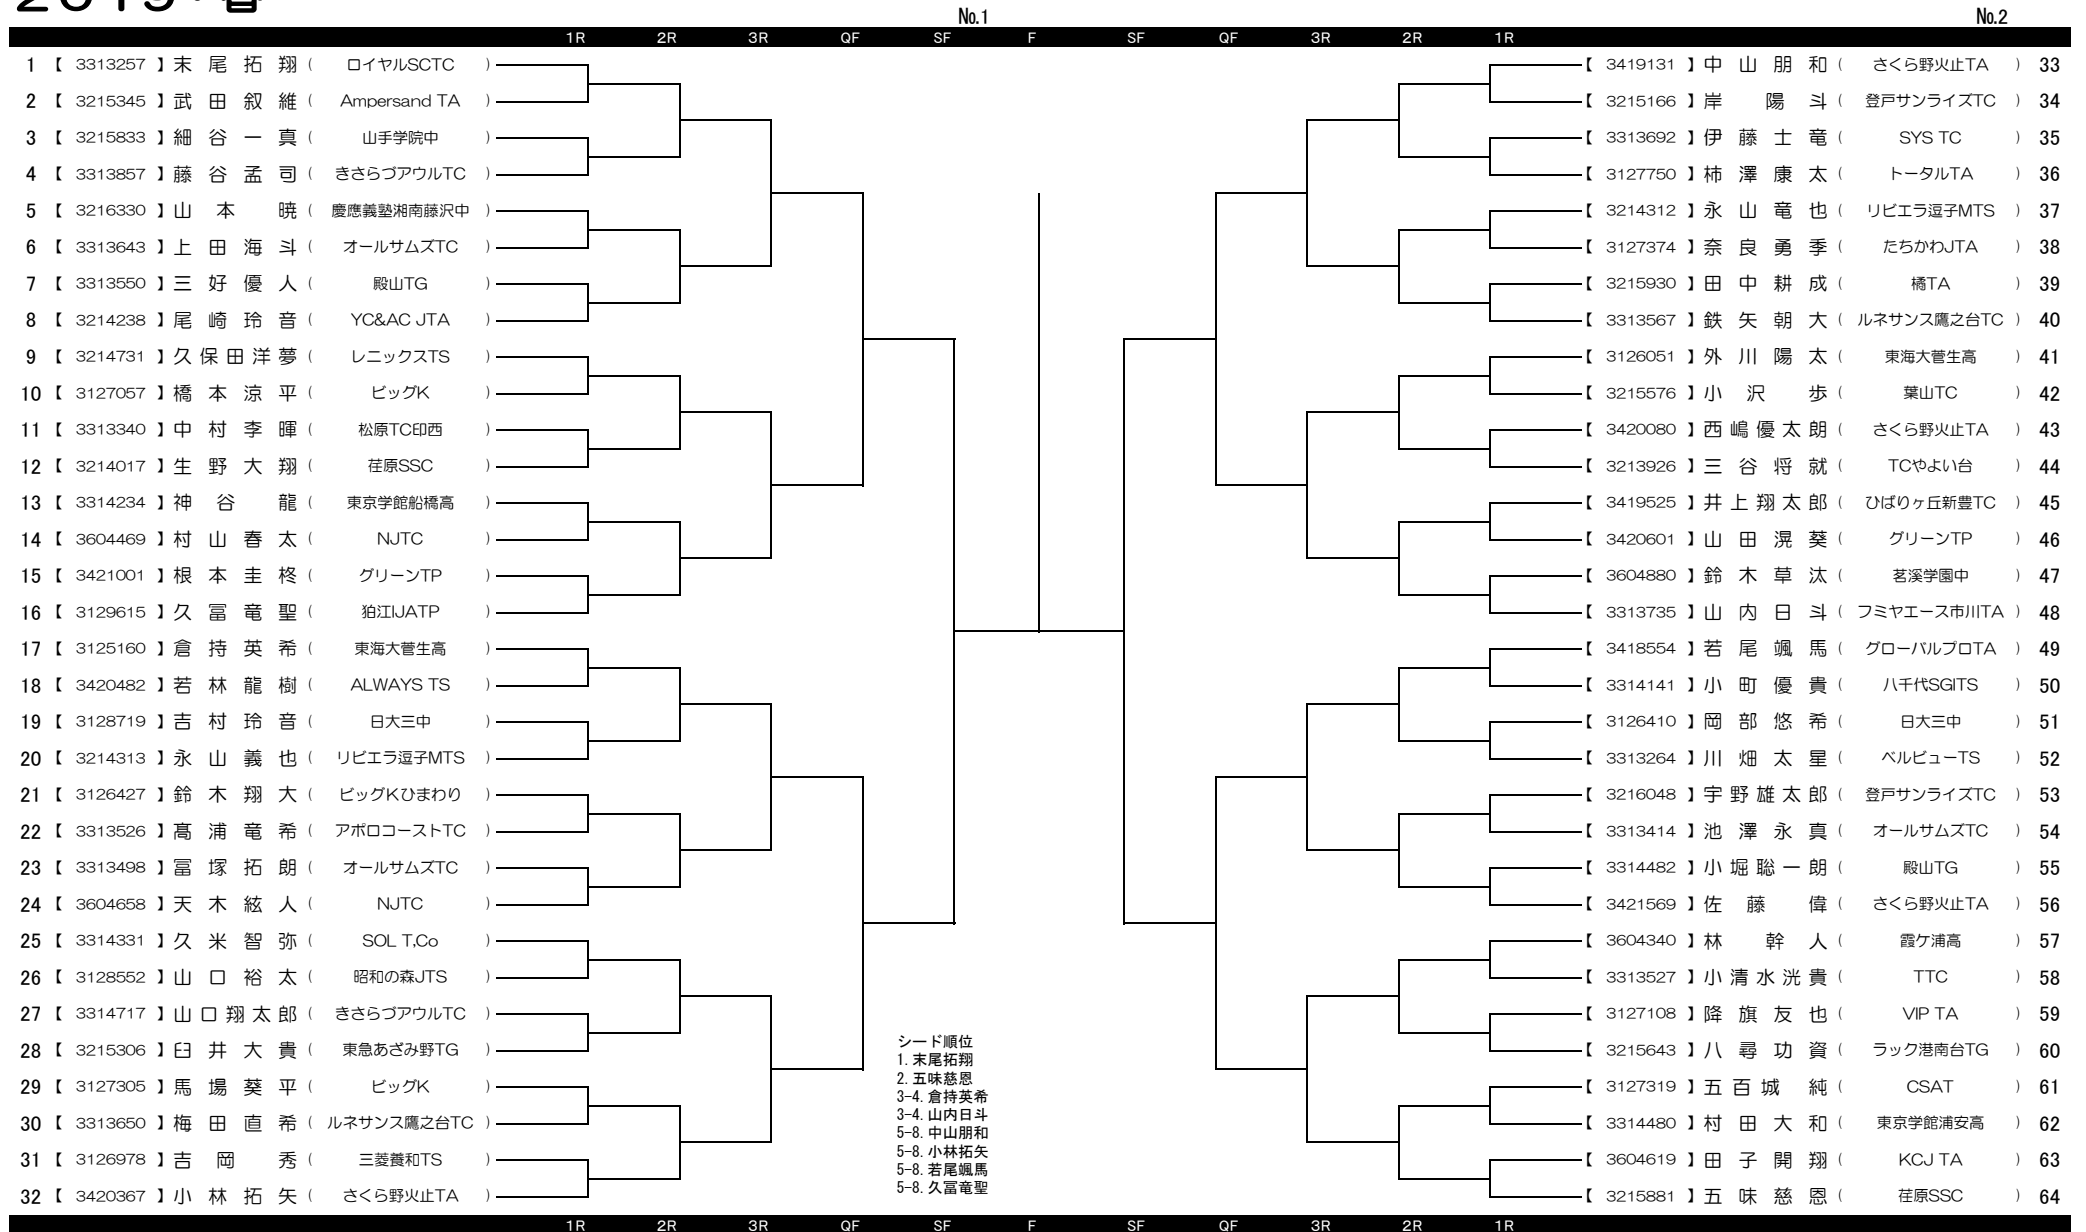 ２０１９・春
№1
№2
1R 2R 3R QF SF F SF QF 3R 2R 1R
1 【 3313257 】 末尾拓翔 ( ロイヤルSCTC )
2 【 3215345 】 武田叙維 ( Ampersand TA )
3 【 3215833 】 細谷一真 ( 山手学院中 )
4 【 3313857 】 藤谷孟司 ( きさらづアウルTC )
5 【 3216330 】 山本暁 ( 慶應義塾湘南藤沢中 )
6 【 3313643 】 上田海斗 ( オールサムズTC )
7 【 3313550 】 三好優人 ( 殿山TG )
8 【 3214238 】 尾崎玲音 ( YC&AC JTA )
9 【 3214731 】 久保田洋夢 ( レニックスTS )
10 【 3127057 】 橋本涼平 ( ビッグK )
11 【 3313340 】 中村李暉 ( 松原TC印西 )
12 【 3214017 】 生野大翔 ( 荏原SSC )
13 【 3314234 】 神谷龍 ( 東京学館船橋高 )
14 【 3604469 】 村山春太 ( NJTC )
15 【 3421001 】 根本圭柊 ( グリーンTP )
16 【 3129615 】 久冨竜聖 ( 狛江IJATP )
17 【 3125160 】 倉持英希 ( 東海大菅生高 )
18 【 3420482 】 若林龍樹 ( ALWAYS TS )
19 【 3128719 】 吉村玲音 ( 日大三中 )
20 【 3214313 】 永山義也 ( リビエラ逗子MTS )
21 【 3126427 】 鈴木翔大 ( ビッグKひまわり )
22 【 3313526 】 髙浦竜希 ( アポロコーストTC )
23 【 3313498 】 冨塚拓朗 ( オールサムズTC )
24 【 3604658 】 天木絃人 ( NJTC )
25 【 3314331 】 久米智弥 ( SOL T,Co )
26 【 3128552 】 山口裕太 ( 昭和の森JTS )
27 【 3314717 】 山口翔太郎 ( きさらづアウルTC )
28 【 3215306 】 臼井大貴 ( 東急あざみ野TG )
29 【 3127305 】 馬場葵平 ( ビッグK )
30 【 3313650 】 梅田直希 ( ルネサンス鷹之台TC )
31 【 3126978 】 吉岡秀 ( 三菱養和TS )
32 【 3420367 】 小林拓矢 ( さくら野火止TA )
シード順位
1. 末尾拓翔
2. 五味慈恩
3-4. 倉持英希
3-4. 山内日斗
5-8. 中山朋和
5-8. 小林拓矢
5-8. 若尾颯馬
5-8. 久冨竜聖
【 3419131 】 中山朋和 ( さくら野火止TA ) 33
【 3215166 】 岸陽斗 ( 登戸サンライズTC ) 34
【 3313692 】 伊藤士竜 ( SYS TC ) 35
【 3127750 】 柿澤康太 ( トータルTA ) 36
【 3214312 】 永山竜也 ( リビエラ逗子MTS ) 37
【 3127374 】 奈良勇季 ( たちかわJTA ) 38
【 3215930 】 田中耕成 ( 橘TA ) 39
【 3313567 】 鉄矢朝大 ( ルネサンス鷹之台TC ) 40
【 3126051 】 外川陽太 ( 東海大菅生高 ) 41
【 3215576 】 小沢歩 ( 葉山TC ) 42
【 3420080 】 西嶋優太朗 ( さくら野火止TA ) 43
【 3213926 】 三谷将就 ( TCやよい台 ) 44
【 3419525 】 井上翔太郎 ( ひばりヶ丘新豊TC ) 45
【 3420601 】 山田滉葵 ( グリーンTP ) 46
【 3604880 】 鈴木草汰 ( 茗溪学園中 ) 47
【 3313735 】 山内日斗 ( フミヤエース市川TA ) 48
【 3418554 】 若尾颯馬 ( グローバルプロTA ) 49
【 3314141 】 小町優貴 ( 八千代SGITS ) 50
【 3126410 】 岡部悠希 ( 日大三中 ) 51
【 3313264 】 川畑太星 ( ベルビューTS ) 52
【 3216048 】 宇野雄太郎 ( 登戸サンライズTC ) 53
【 3313414 】 池澤永真 ( オールサムズTC ) 54
【 3314482 】 小堀聡一朗 ( 殿山TG ) 55
【 3421569 】 佐藤偉 ( さくら野火止TA ) 56
【 3604340 】 林幹人 ( 霞ケ浦高 ) 57
【 3313527 】 小清水洸貴 ( TTC ) 58
【 3127108 】 降旗友也 ( VIP TA ) 59
【 3215643 】 八尋功資 ( ラック港南台TG ) 60
【 3127319 】 五百城純 ( CSAT ) 61
【 3314480 】 村田大和 ( 東京学館浦安高 ) 62
【 3604619 】 田子開翔 ( KCJ TA ) 63
【 3215881 】 五味慈恩 ( 荏原SSC ) 64
1R 2R 3R QF SF F SF QF 3R 2R 1R